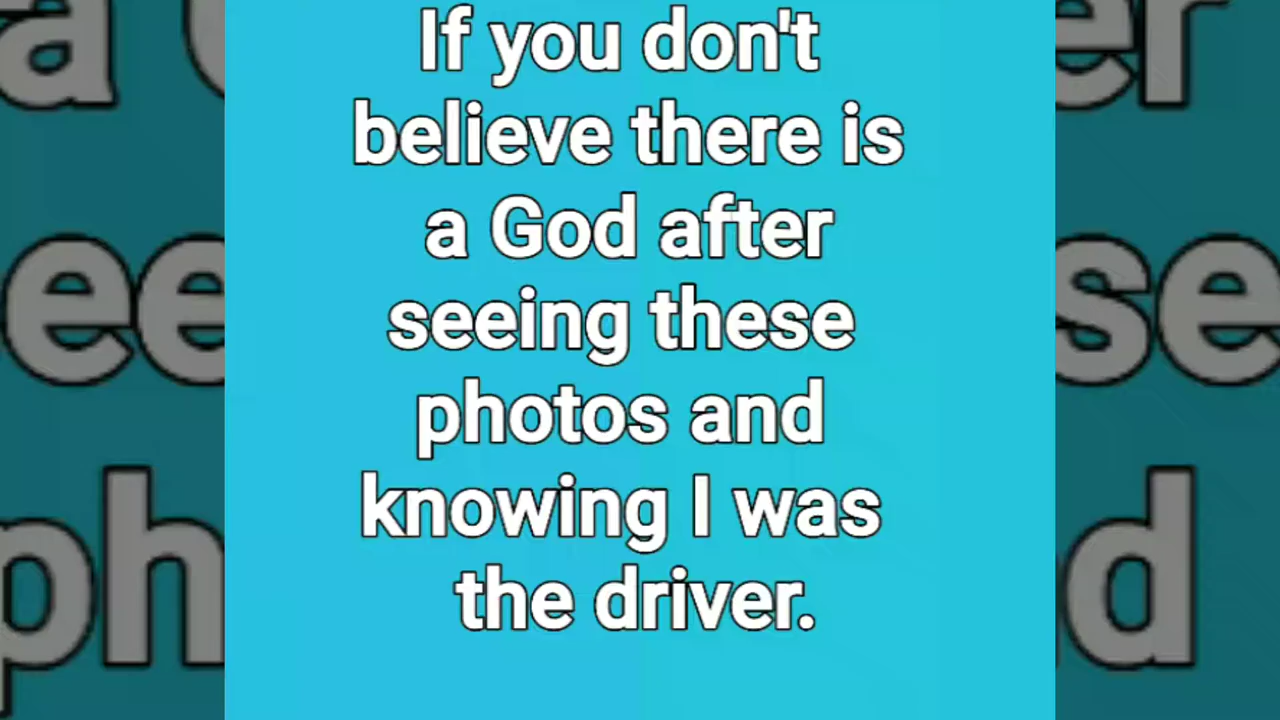 If you don't
believe there is
a God after
seeing these
photos and
knowing I was
the driver.